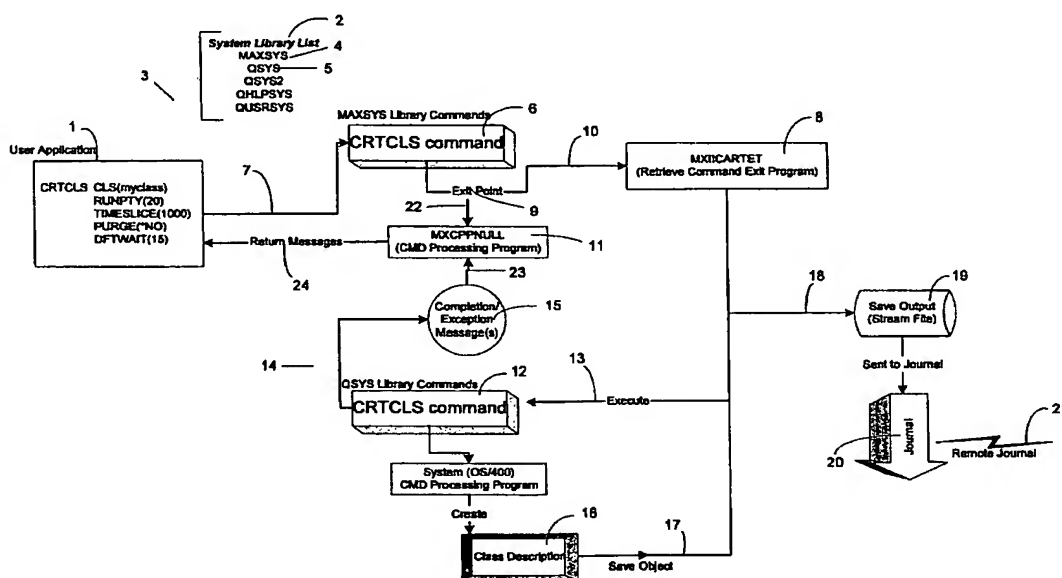 2
System Library List
MAXSYS
4
QSYS
5
QSYS2
QHLPSYS
QUSRSYS
3
1
User Application
CRTCLS CLS(myclass)
RUNPTY(20)
TIMESLICE(1000)
PURGE(*NO)
DFTWAIT(15)
7
MAXSYS Library Commands
6
CRTCLS command
10
8
(Retrieve Command Exit Program)
Exit Point
9
22
MXCPPNULL
(CMD Processing Program)
11
Return Messages
24
23
Completion/
Exception
Message(s)
15
14
18
19
Save Output
(Stream File)
Sent to Journal
QSYS Library Commands
12
CRTCLS command
13
Execute
Journal
20
2
Remote Journal
System (OS/400)
CMD Processing Program
Create
16
Class Description
17
Save Object